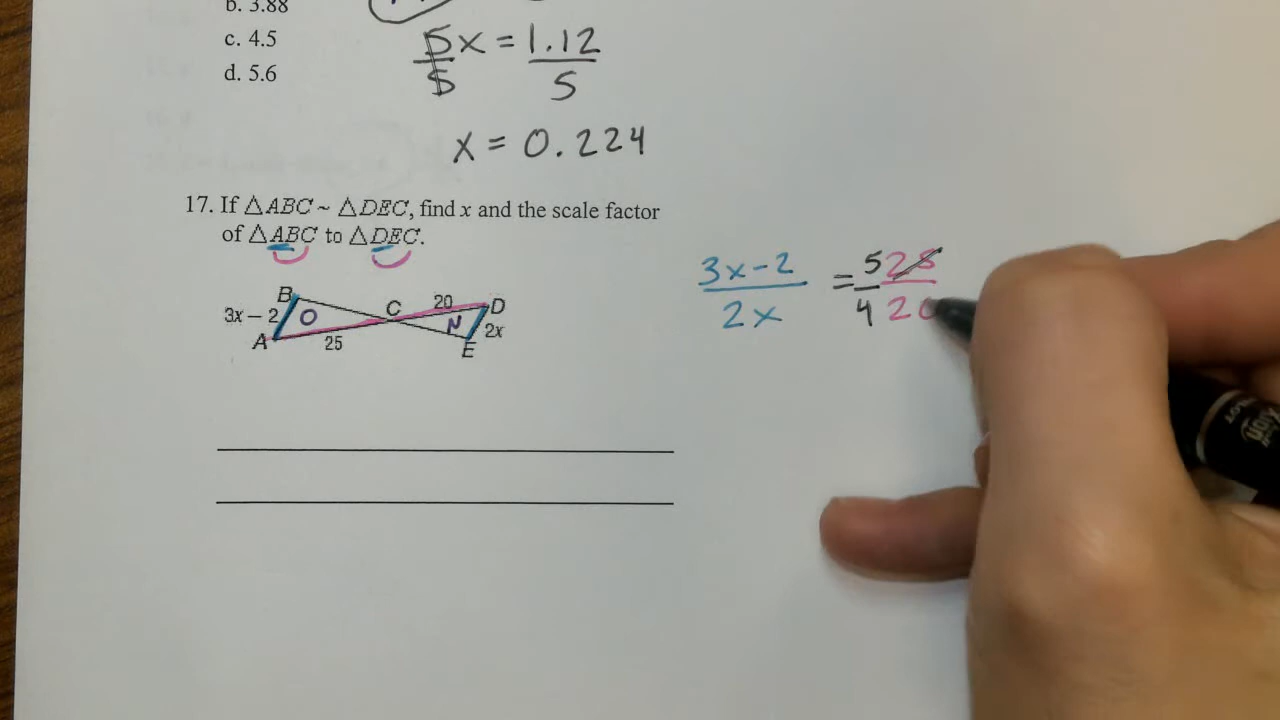 b. 3.88
c. 4.5
d. 5.6
5x = 1.12
5 5
x = 0.224
17. If △ABC ~ △DEC, find x and the scale factor
of △ABC to △DEC.
B C 20 D
3x – 2 O N 2x
A 25 E
3x-2 = 5 25
2x 4 20